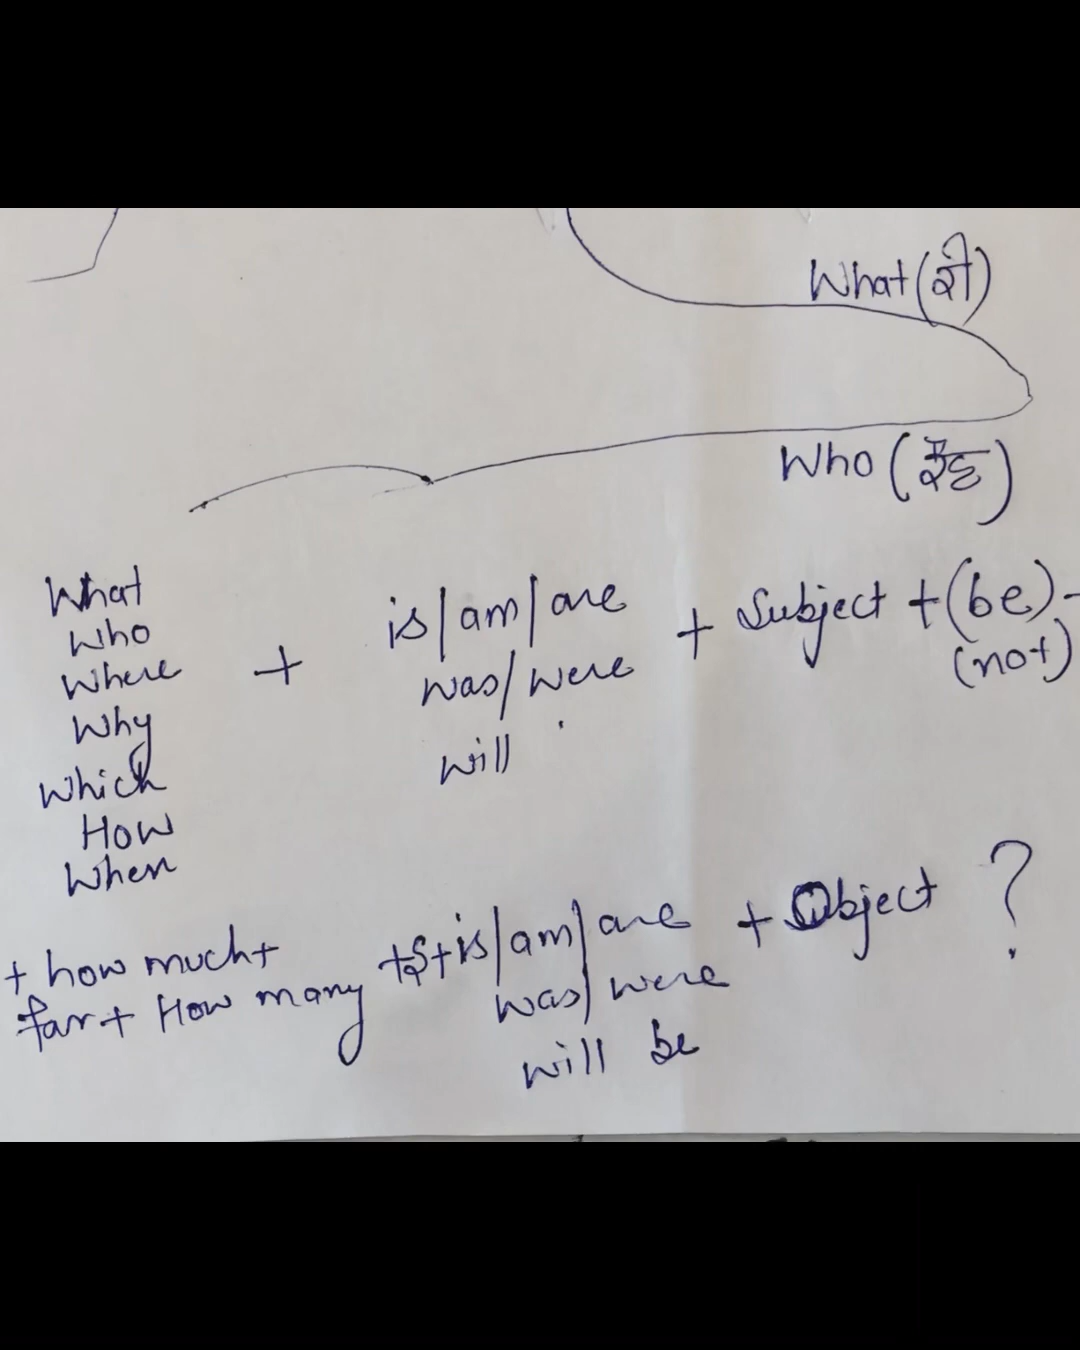 What
Who
What
Who + is/am/are + Subject + (be) -
Where was/were (not)
Why will
Which
How
When
+ how much + +S+ is/am/are + Object ?
far + How many was/were
will be